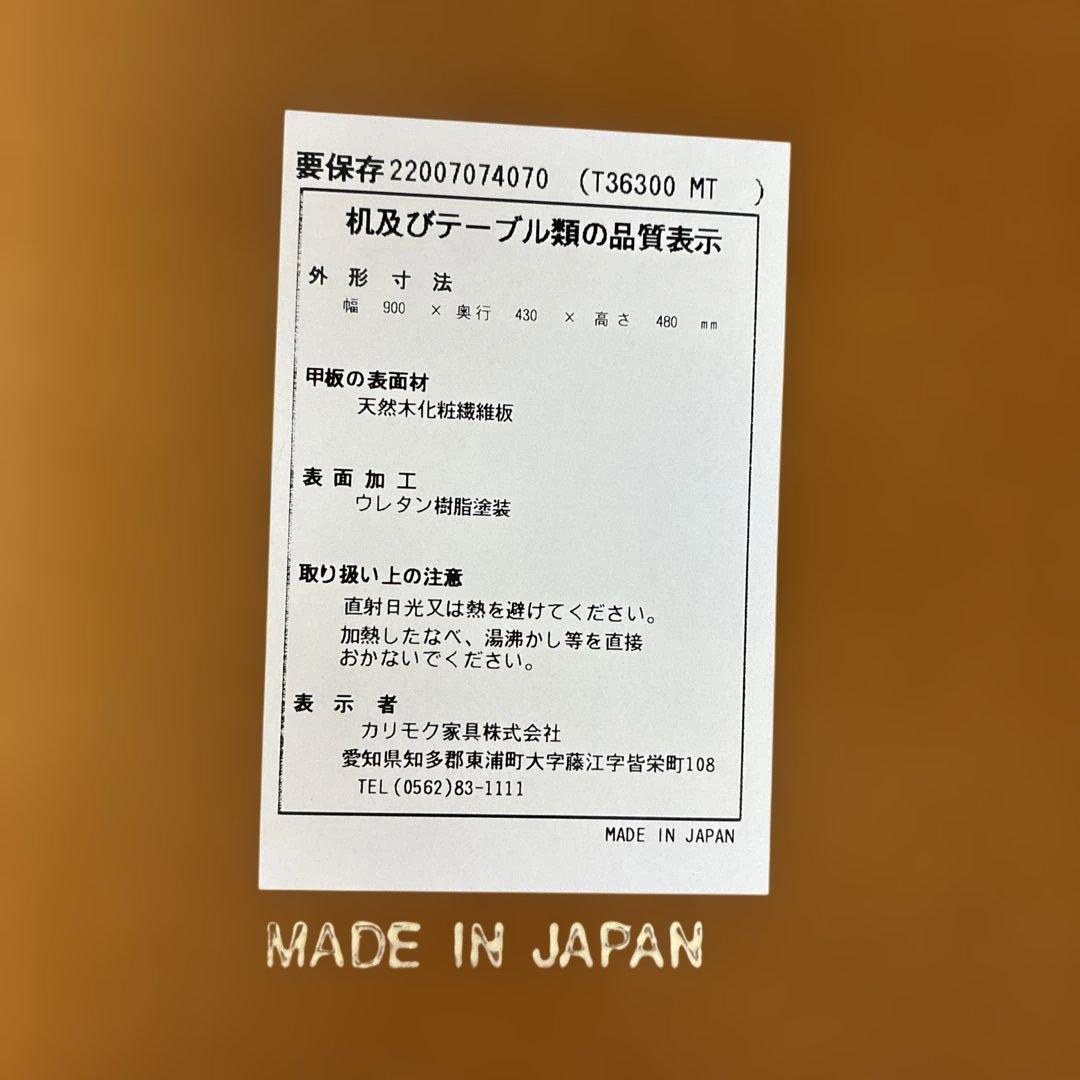 要保存22007074070 (T36300 MT )
机及びテーブル類の品質表示
外形寸法
幅 900 × 奥行 430 × 高さ 480 mm
甲板の表面材
天然木化粧繊維板
表面加工
ウレタン樹脂塗装
取り扱い上の注意
直射日光又は熱を避けてください。
加熱したなべ、湯沸かし等を直接
おかないでください。
表示者
カリモク家具株式会社
愛知県知多郡東浦町大字藤江字皆栄町108
TEL(0562)83-1111
MADE IN JAPAN
MADE IN JAPAN